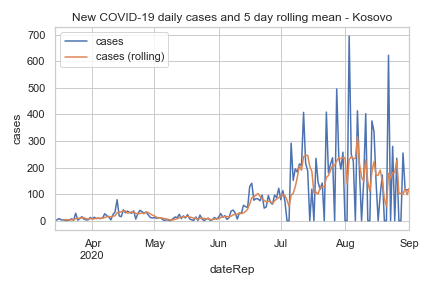 New COVID-19 daily cases and 5 day rolling mean - Kosovo
cases
cases (rolling)
700
600
500
400
300
200
100
0
cases
Apr
2020
May
Jun
Jul
Aug
Sep
dateRep